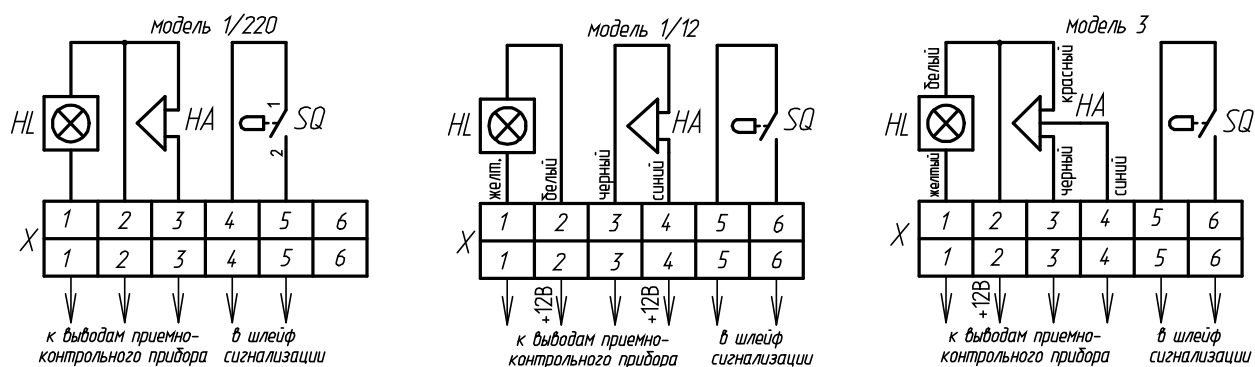 модель 1/220
HL
HA
1
SQ
2
X
1 2 3 4 5 6
1 2 3 4 5 6
к выводам приемно-
контрольного прибора
в шлейф
сигнализации
модель 1/12
HL
HA
SQ
желт.
белый
черный
синий
X
1 2 3 4 5 6
1 2 3 4 5 6
+12В
+12В
к выводам приемно-
контрольного прибора
в шлейф
сигнализации
модель 3
белый
красный
HL
HA
SQ
желтый
черный
синий
X
1 2 3 4 5 6
1 2 3 4 5 6
+12В
к выводам приемно-
контрольного прибора
в шлейф
сигнализации